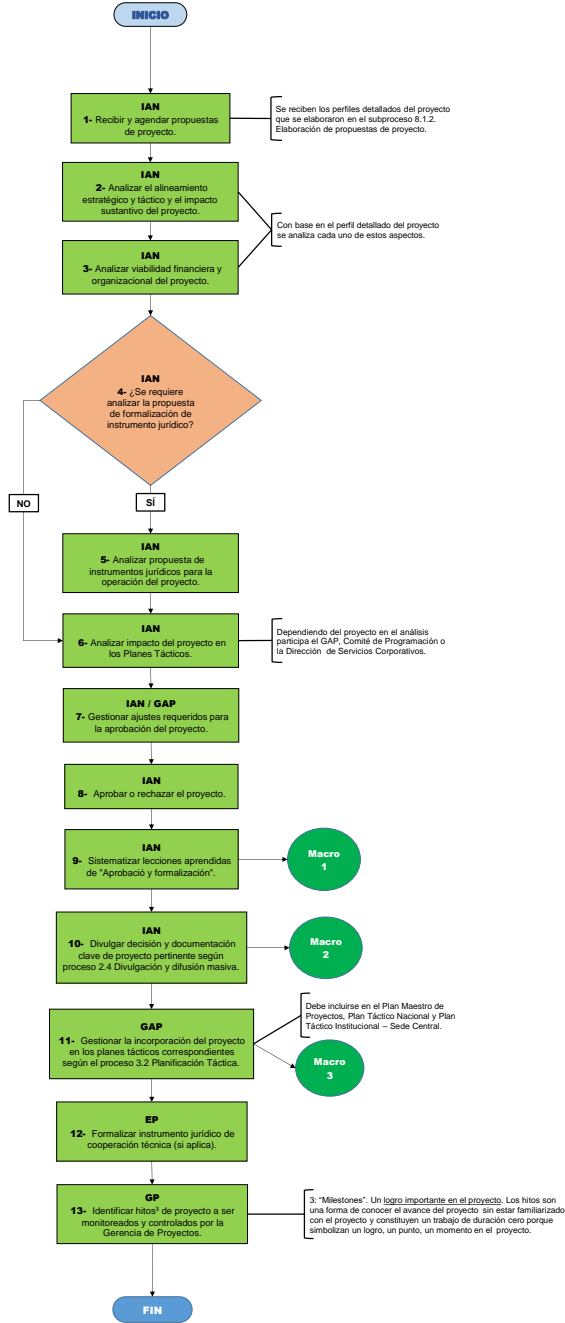 INICIO
IAN
1- Recibir y agendar propuestas
de proyecto.
Se reciben los perfiles detallados del proyecto
que se elaboraron en el subproceso 8.1.2.
Elaboración de propuestas de proyecto.
IAN
2- Analizar el alineamiento
estratégico y táctico y el impacto
sustantivo del proyecto.
Con base en el perfil detallado del proyecto
se analiza cada uno de estos aspectos.
IAN
3- Analizar viabilidad financiera y
organizacional del proyecto.
IAN
4- ¿Se requiere
analizar la propuesta
de formalización de
instrumento jurídico?
NO
SÍ
IAN
5- Analizar propuesta de
instrumentos jurídicos para la
operación del proyecto.
IAN
6- Analizar impacto del proyecto en
los Planes Tácticos.
Dependiendo del proyecto en el análisis
participa el GAP, Comité de Programación o
la Dirección de Servicios Corporativos.
IAN / GAP
7- Gestionar ajustes requeridos para
la aprobación del proyecto.
IAN
8- Aprobar o rechazar el proyecto.
IAN
9- Sistematizar lecciones aprendidas
de "Aprobació y formalización".
Macro
1
IAN
10- Divulgar decisión y documentación
clave de proyecto pertinente según
proceso 2.4 Divulgación y difusión masiva.
Macro
2
Debe incluirse en el Plan Maestro de
Proyectos, Plan Táctico Nacional y Plan
Táctico Institucional – Sede Central.
GAP
11- Gestionar la incorporación del proyecto
en los planes tácticos correspondientes
según el proceso 3.2 Planificación Táctica.
Macro
3
EP
12- Formalizar instrumento jurídico de
cooperación técnica (si aplica).
GP
13- Identificar hitos³ de proyecto a ser
monitoreados y controlados por la
Gerencia de Proyectos.
3: "Milestones". Un logro importante en el proyecto. Los hitos son
una forma de conocer el avance del proyecto sin estar familiarizado
con el proyecto y constituyen un trabajo de duración cero porque
simbolizan un logro, un punto, un momento en el proyecto.
FIN